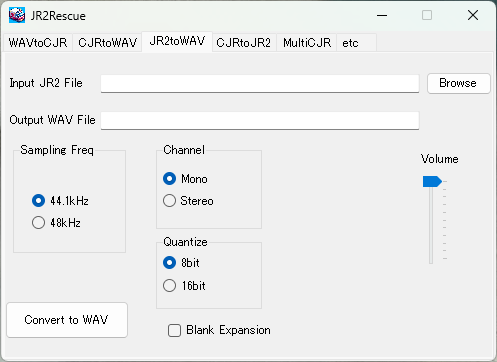 JR2Rescue
WAVtoCJR CJRtoWAV JR2toWAV CJRtoJR2 MultiCJR etc
Input JR2 File Browse
Output WAV File
Sampling Freq Channel Volume
Mono
44.1kHz Stereo
48kHz
Quantize
8bit
16bit
Convert to WAV
Blank Expansion